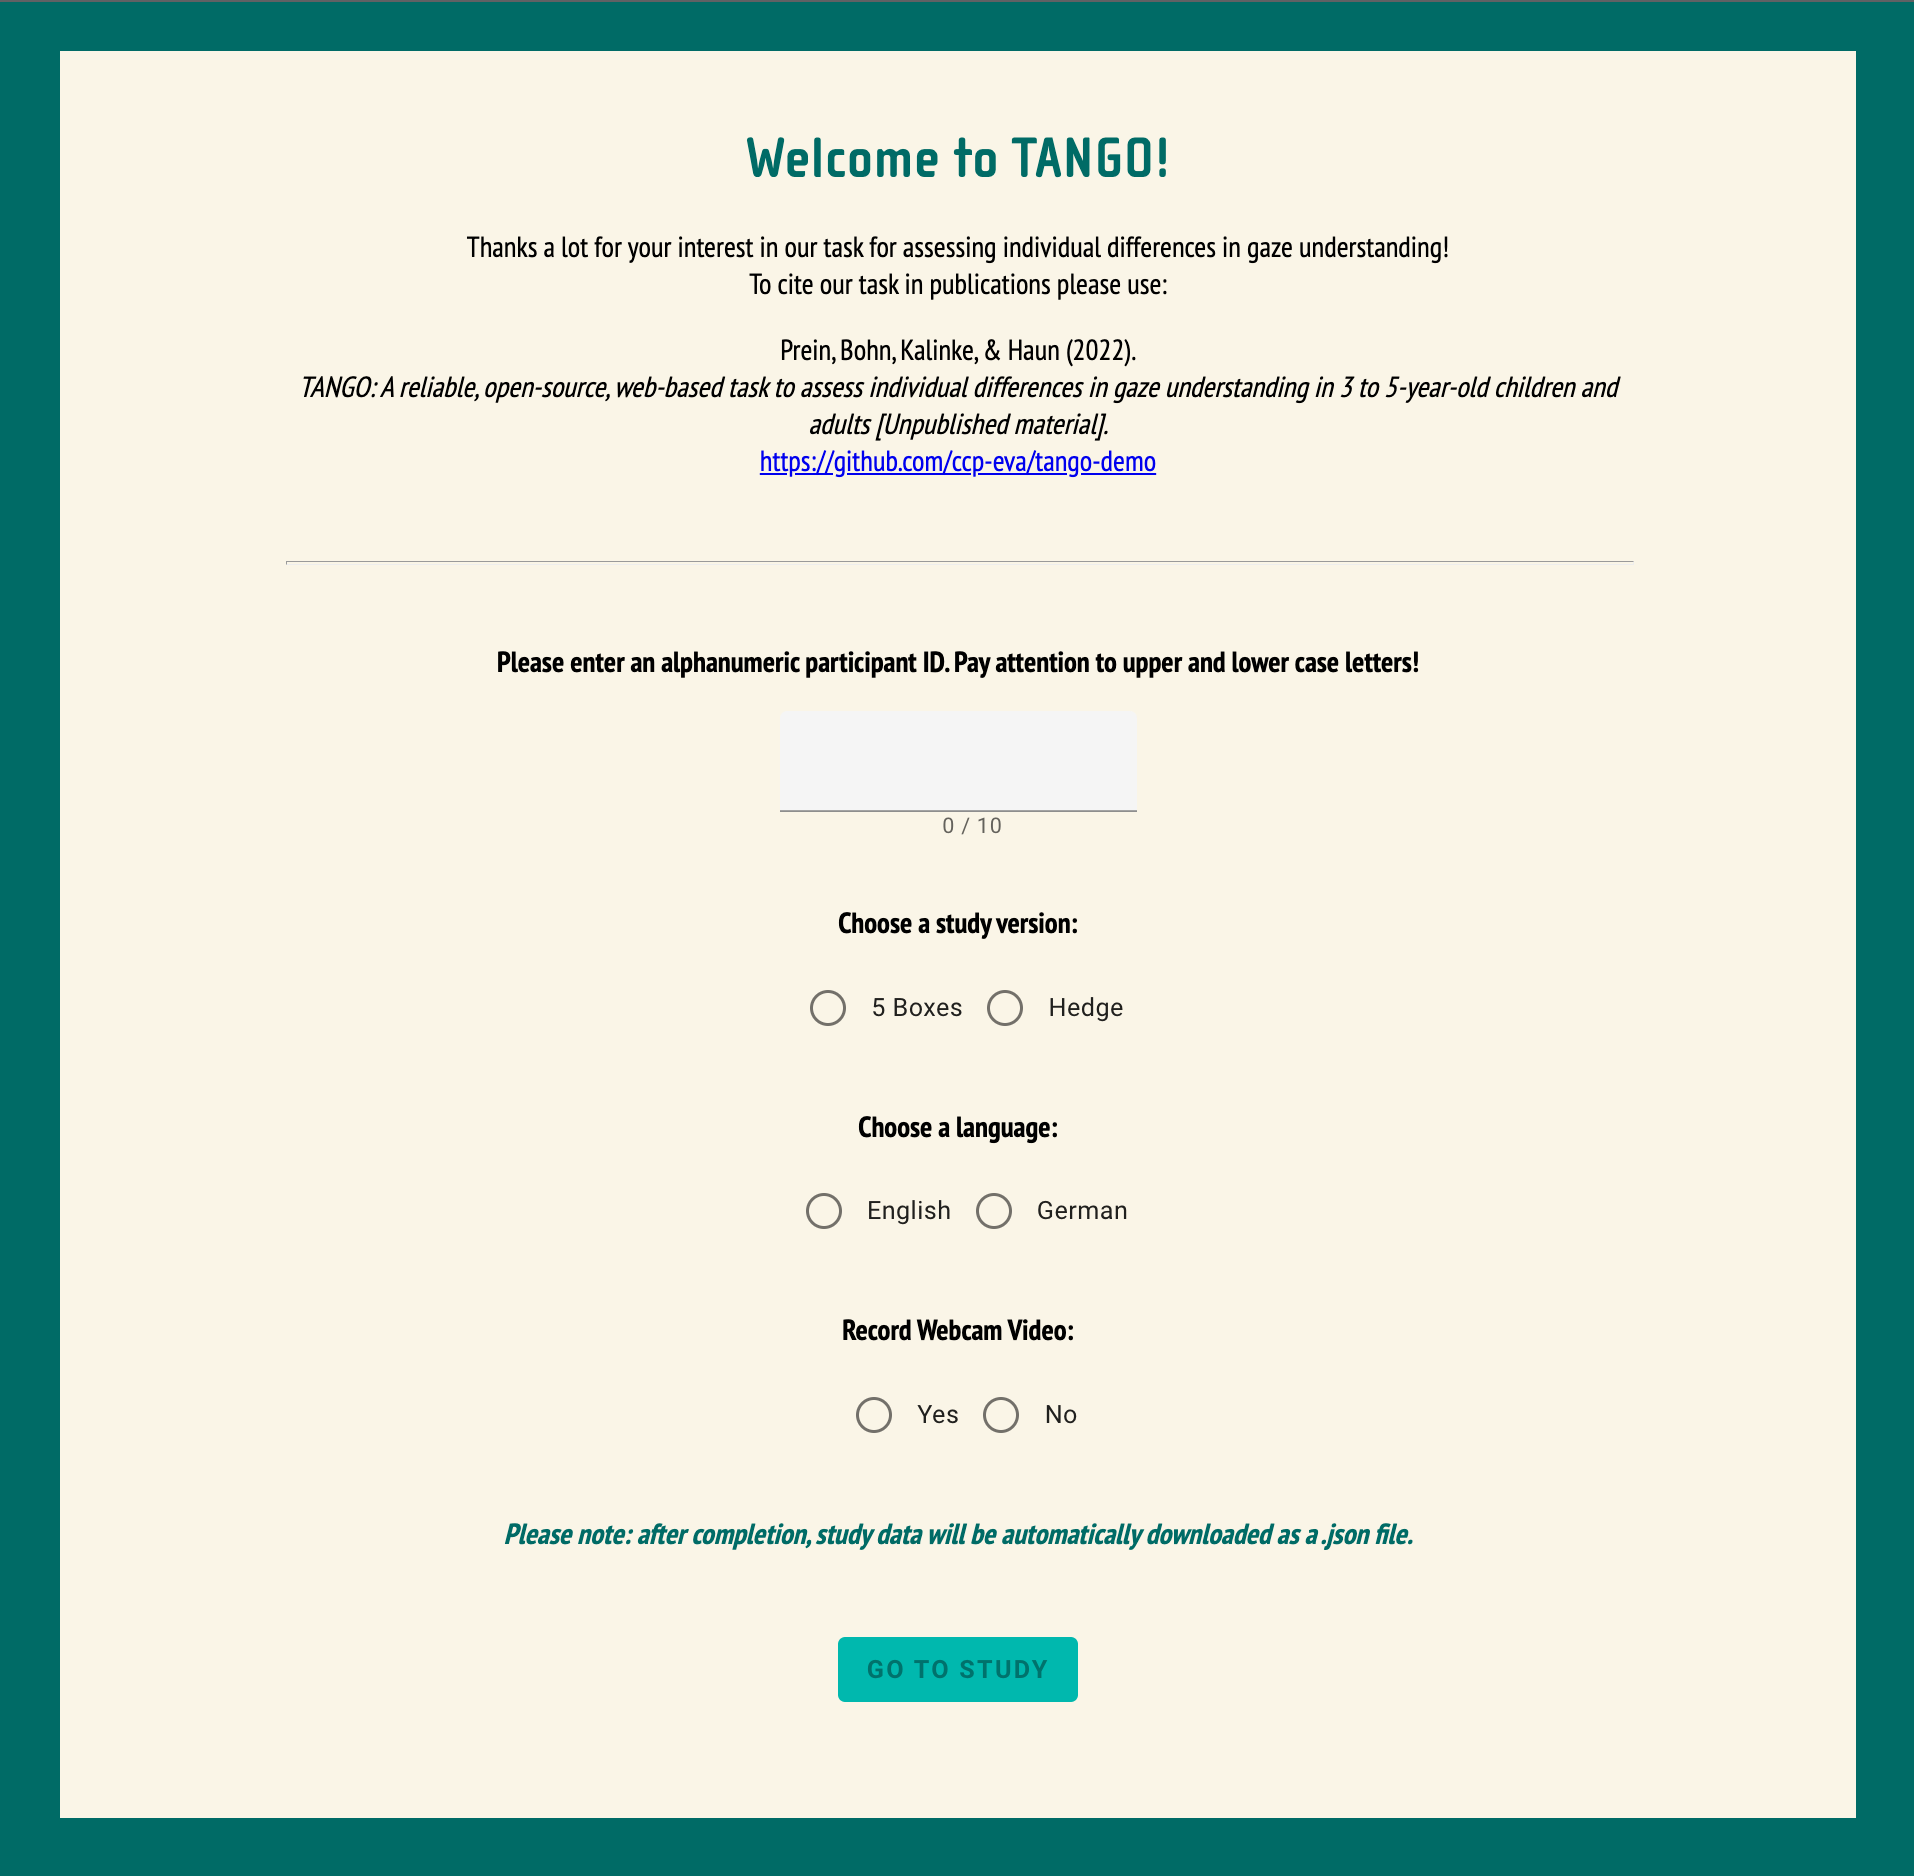 Welcome to TANGO!
Thanks a lot for your interest in our task for assessing individual differences in gaze understanding!
To cite our task in publications please use:
Prein, Bohn, Kalinke, & Haun (2022).
TANGO: A reliable, open-source, web-based task to assess individual differences in gaze understanding in 3 to 5-year-old children and
adults [Unpublished material].
https://github.com/ccp-eva/tango-demo
Please enter an alphanumeric participant ID. Pay attention to upper and lower case letters!
0 / 10
Choose a study version:
5 Boxes Hedge
Choose a language:
English German
Record Webcam Video:
Yes No
Please note: after completion, study data will be automatically downloaded as a .json file.
GO TO STUDY